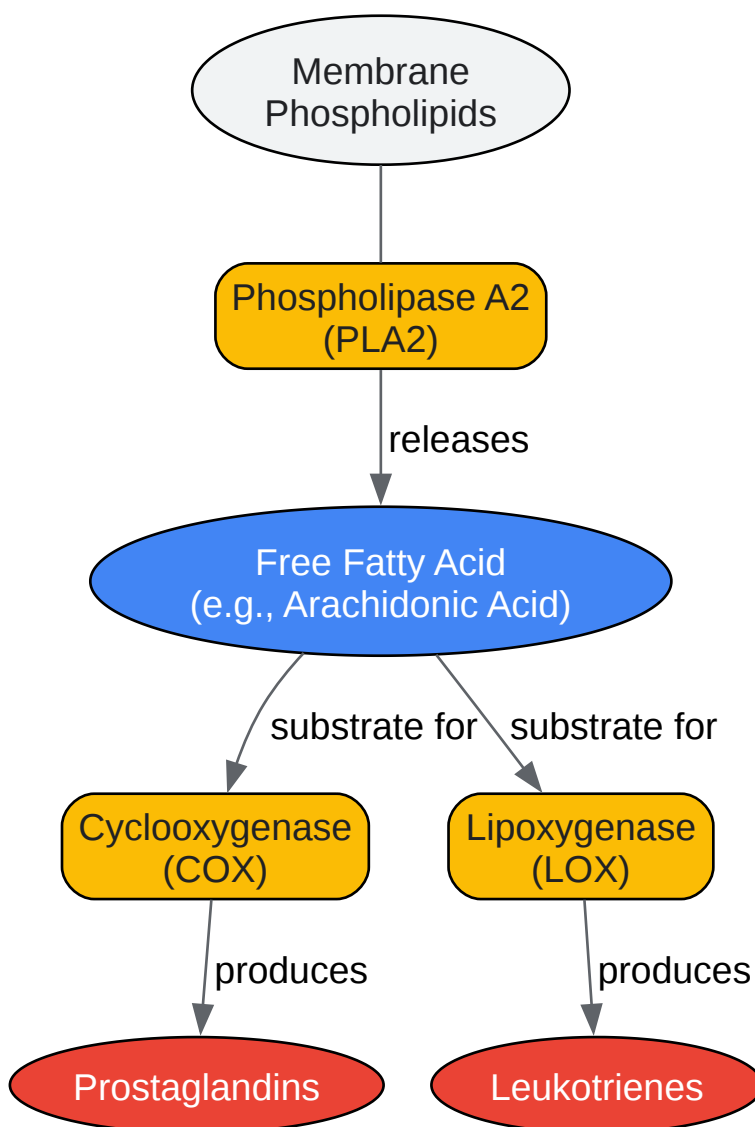 Membrane
Phospholipids
Phospholipase A2
(PLA2)
releases
Free Fatty Acid
(e.g., Arachidonic Acid)
substrate for
substrate for
Cyclooxygenase
(COX)
Lipoxygenase
(LOX)
produces
produces
Prostaglandins
Leukotrienes